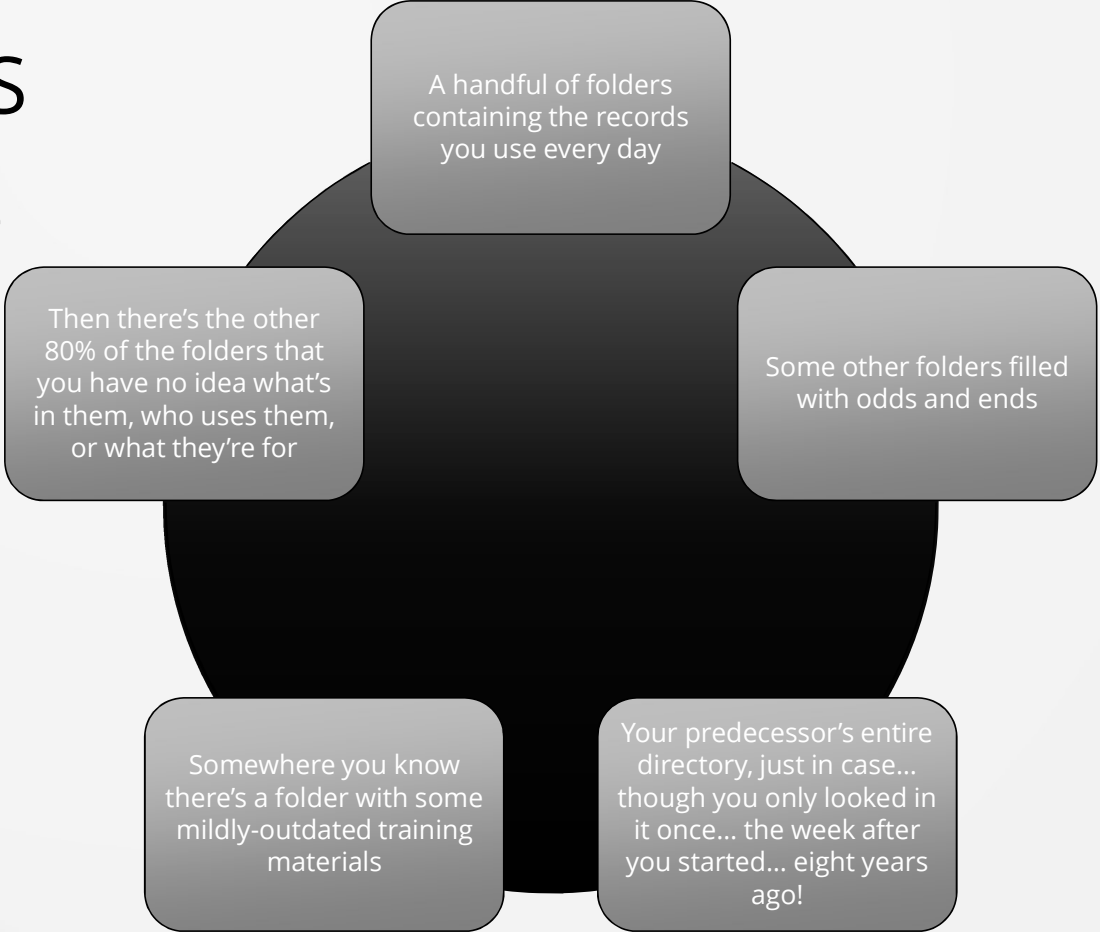 S
A handful of folders
containing the records
you use every day
Some other folders filled
with odds and ends
Your predecessor’s entire
directory, just in case…
though you only looked in
it once… the week after
you started… eight years
ago!
Somewhere you know
there’s a folder with some
mildly-outdated training
materials
Then there’s the other
80% of the folders that
you have no idea what’s
in them, who uses them,
or what they’re for